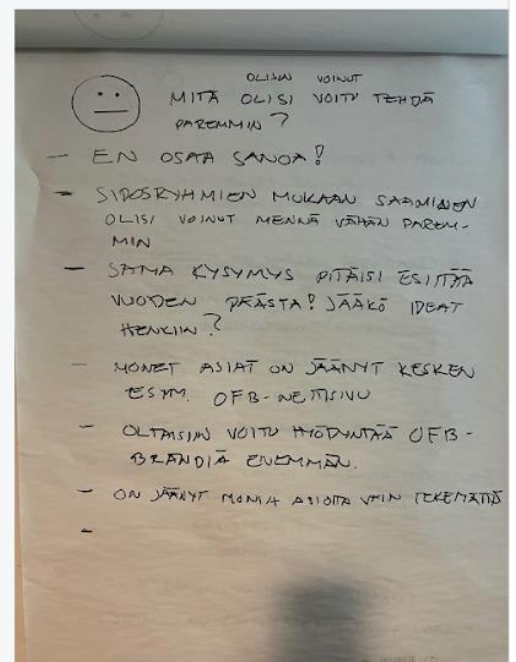 OLISIN VOINUT
MITÄ OLISI VOITU TEHDÄ
PAREMMIN?
- EN OSAA SANOA!
- SIDOSRYHMIEN MUKAAN SAAMINEN
OLISI VOINUT MENNÄ VÄHÄN PAREM-
MIN
- SAMA KYSYMYS PITÄISI ESITTÄÄ
VUODEN PÄÄSTÄ! JÄÄKÖ IDEAT
HENKIIN?
- MONET ASIAT ON JÄÄNYT KESKEN
ESIM. OFB-NETTISIVU
- OLTAISIIN VOITU HYÖDYNTÄÄ OFB-
BRÄNDIÄ ENEMMÄN.
- ON JÄÄNYT MONIA ASIOITA VAIN TEKEMÄTTÄ
-